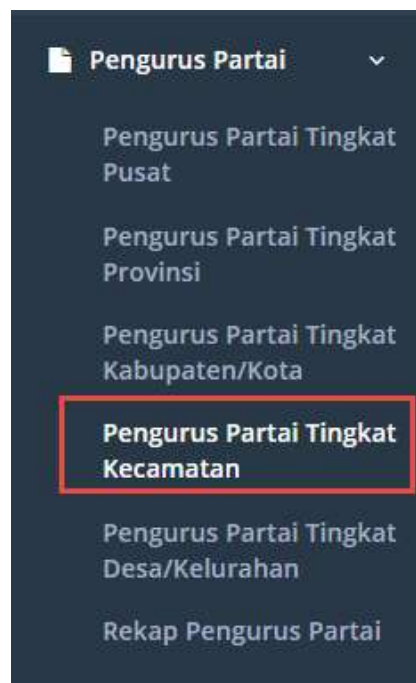 Pengurus Partai
Pengurus Partai Tingkat
Pusat
Pengurus Partai Tingkat
Provinsi
Pengurus Partai Tingkat
Kabupaten/Kota
Pengurus Partai Tingkat
Kecamatan
Pengurus Partai Tingkat
Desa/Kelurahan
Rekap Pengurus Partai